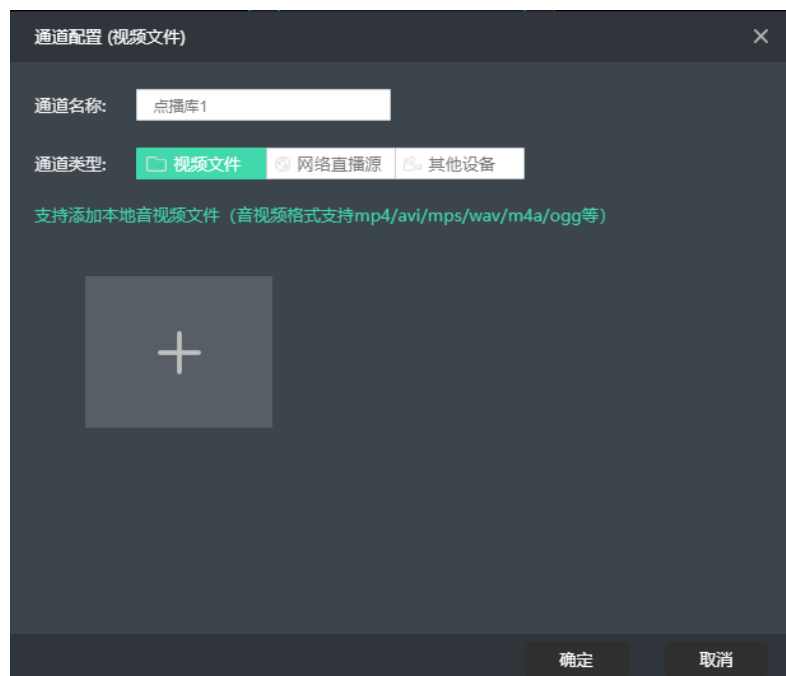 通道配置 (视频文件)
通道名称: 点播库1
通道类型: 视频文件 网络直播源 其他设备
支持添加本地音视频文件（音视频格式支持mp4/avi/mps/wav/m4a/ogg等）
确定 取消